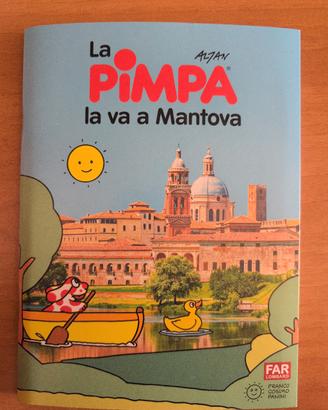 La
ALTAN
PiMPA®
la va a Mantova
FAR
LOMBARD
FRANCO
COSIMO
PANINI